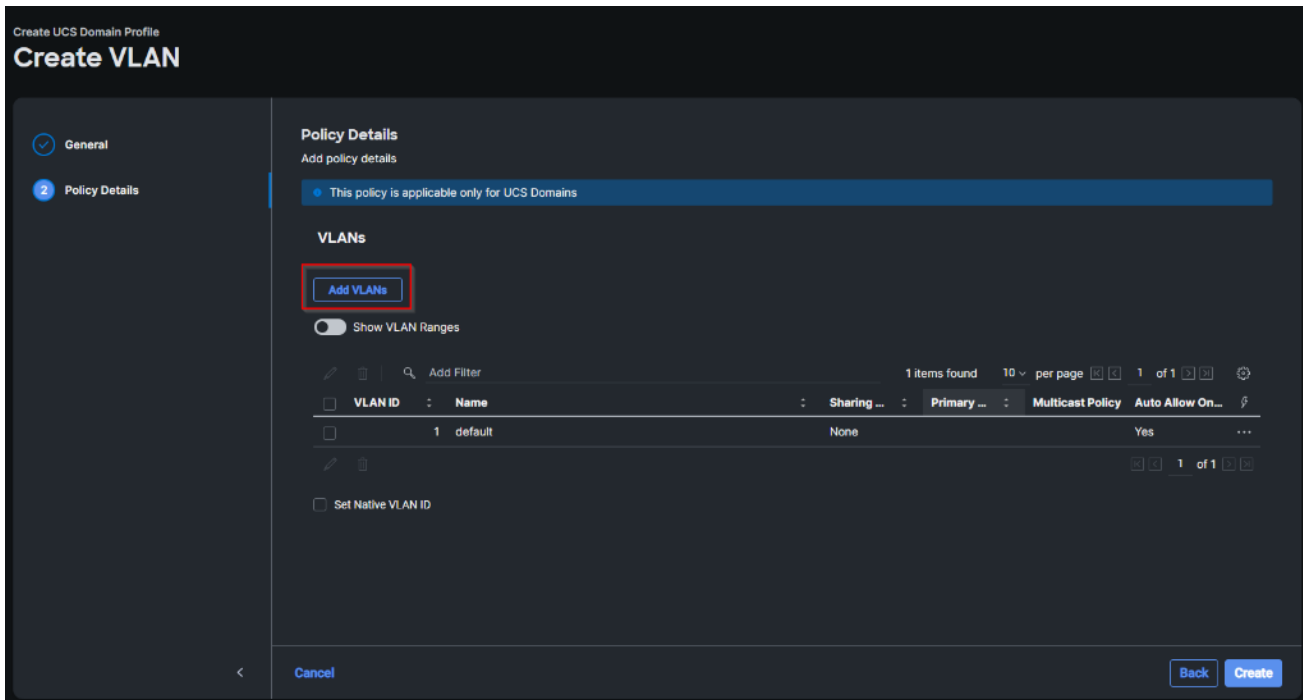 Create UCS Domain Profile
Create VLAN
General
2 Policy Details
Policy Details
Add policy details
This policy is applicable only for UCS Domains
VLANs
Add VLANs
Show VLAN Ranges
Add Filter 1 items found 10 per page 1 of 1
VLAN ID Name Sharing ... Primary ... Multicast Policy Auto Allow On...
1 default None Yes ...
1 of 1
Set Native VLAN ID
Cancel Back Create